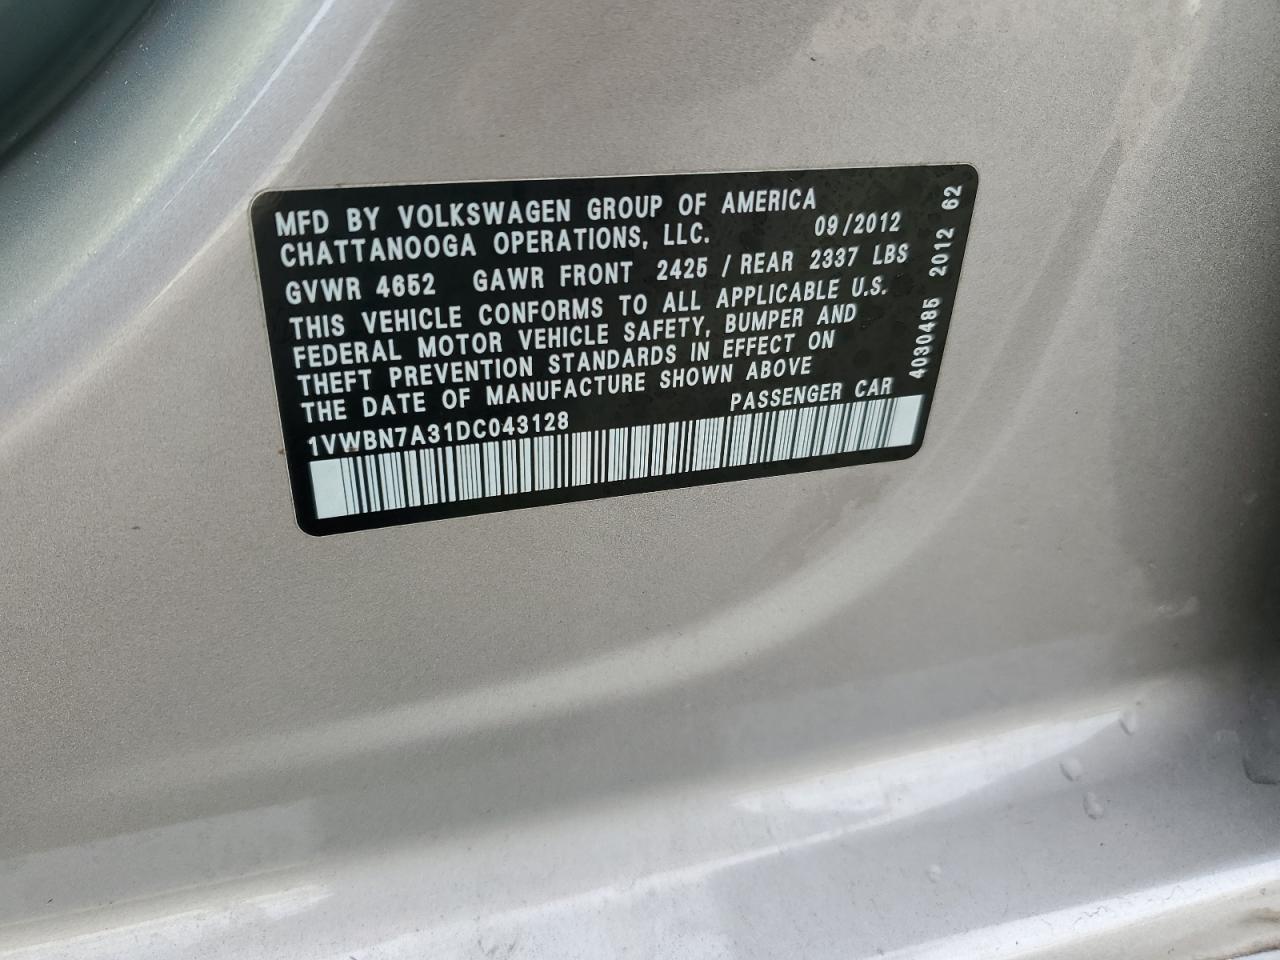 MFD BY VOLKSWAGEN GROUP OF AMERICA
CHATTANOOGA OPERATIONS, LLC. 09/2012
GVWR 4652 GAWR FRONT 2425 / REAR 2337 LBS
THIS VEHICLE CONFORMS TO ALL APPLICABLE U.S.
FEDERAL MOTOR VEHICLE SAFETY, BUMPER AND
THEFT PREVENTION STANDARDS IN EFFECT ON
THE DATE OF MANUFACTURE SHOWN ABOVE
1VWBN7A31DC043128 PASSENGER CAR
4030485 2012 62